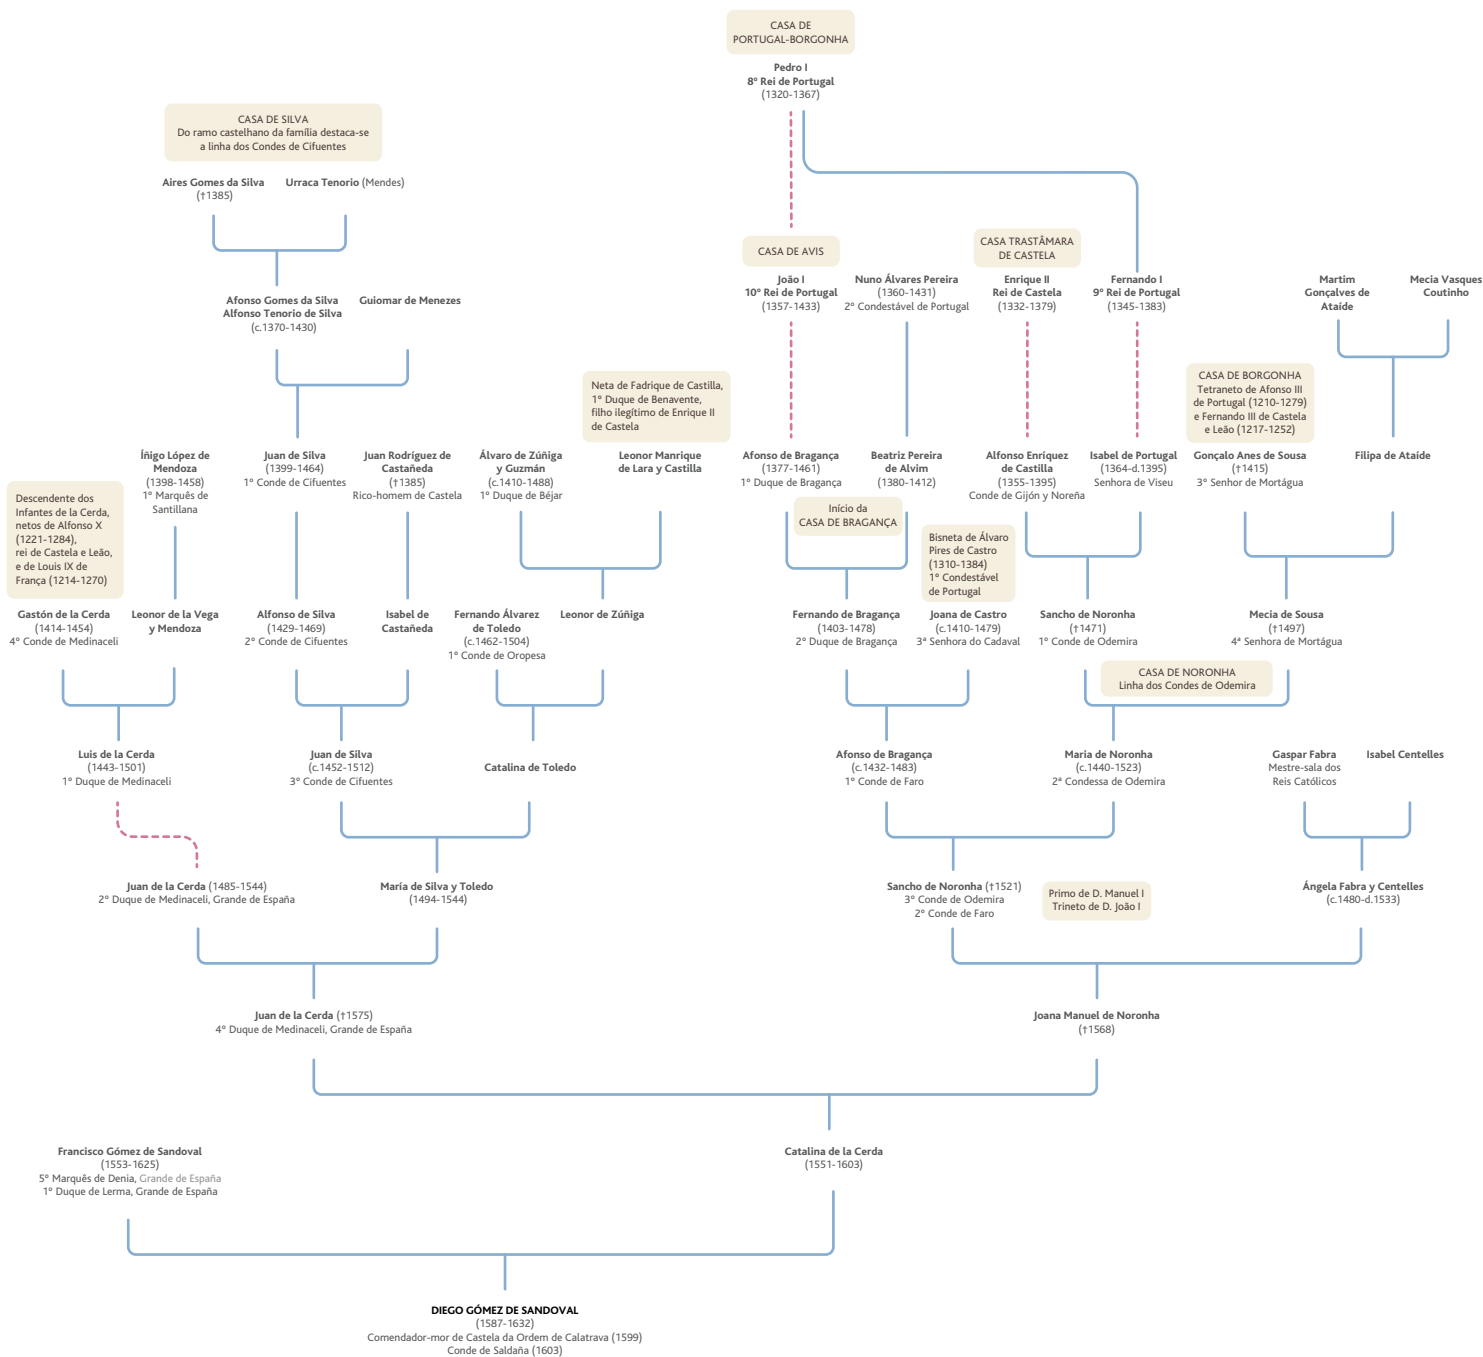 CASA DE
PORTUGAL-BORGONHA
Pedro I
8º Rei de Portugal
(1320-1367)
CASA DE SILVA
Do ramo castelhano da família destaca-se
a linha dos Condes de Cifuentes
Aires Gomes da Silva
(†1385)
Urraca Tenorio (Mendes)
CASA DE AVIS
CASA TRASTÂMARA
DE CASTELA
Afonso Gomes da Silva
Alfonso Tenorio de Silva
(c.1370-1430)
Guiomar de Menezes
João I
10º Rei de Portugal
(1357-1433)
Nuno Álvares Pereira
(1360-1431)
2º Condestável de Portugal
Enrique II
Rei de Castela
(1332-1379)
Fernando I
9º Rei de Portugal
(1345-1383)
Martim
Gonçalves de
Ataíde
Mecia Vasques
Coutinho
Neta de Fadrique de Castilla,
1º Duque de Benavente,
filho ilegítimo de Enrique II
de Castela
CASA DE BORGONHA
Tetraneto de Afonso III
de Portugal (1210-1279)
e Fernando III de Castela
e Leão (1217-1252)
Íñigo López de
Mendoza
(1398-1458)
1º Marquês de
Santillana
Juan de Silva
(1399-1464)
1º Conde de Cifuentes
Juan Rodríguez de
Castañeda
(†1385)
Rico-homem de Castela
Álvaro de Zúñiga
y Guzmán
(c.1410-1488)
1º Duque de Béjar
Leonor Manrique
de Lara y Castilla
Afonso de Bragança
(1377-1461)
1º Duque de Bragança
Beatriz Pereira
de Alvim
(1380-1412)
Alfonso Enríquez
de Castilla
(1355-1395)
Conde de Gijón y Noreña
Isabel de Portugal
(1364-d.1395)
Senhora de Viseu
Gonçalo Anes de Sousa
(†1415)
3º Senhor de Mortágua
Filipa de Ataíde
Descendente dos
Infantes de la Cerda,
netos de Alfonso X
(1221-1284),
rei de Castela e Leão,
e de Louis IX de
França (1214-1270)
Início da
CASA DE BRAGANÇA
Bisneta de Álvaro
Pires de Castro
(1310-1384)
1º Condestável
de Portugal
Gastón de la Cerda
(1414-1454)
4º Conde de Medinaceli
Leonor de la Vega
y Mendoza
Alfonso de Silva
(1429-1469)
2º Conde de Cifuentes
Isabel de
Castañeda
Fernando Álvarez
de Toledo
(c.1462-1504)
1º Conde de Oropesa
Leonor de Zúñiga
Fernando de Bragança
(1403-1478)
2º Duque de Bragança
Joana de Castro
(c.1410-1479)
3ª Senhora do Cadaval
Sancho de Noronha
(†1471)
1º Conde de Odemira
Mecia de Sousa
(†1497)
4ª Senhora de Mortágua
CASA DE NORONHA
Linha dos Condes de Odemira
Luis de la Cerda
(1443-1501)
1º Duque de Medinaceli
Juan de Silva
(c.1452-1512)
3º Conde de Cifuentes
Catalina de Toledo
Afonso de Bragança
(c.1432-1483)
1º Conde de Faro
Maria de Noronha
(c.1440-1523)
2ª Condessa de Odemira
Gaspar Fabra
Mestre-sala dos
Reis Católicos
Isabel Centelles
Juan de la Cerda (1485-1544)
2º Duque de Medinaceli, Grande de España
María de Silva y Toledo
(1494-1544)
Sancho de Noronha (†1521)
3º Conde de Odemira
2º Conde de Faro
Primo de D. Manuel I
Trineto de D. João I
Ángela Fabra y Centelles
(c.1480-d.1533)
Juan de la Cerda (†1575)
4º Duque de Medinaceli, Grande de España
Joana Manuel de Noronha
(†1568)
Francisco Gómez de Sandoval
(1553-1625)
5º Marquês de Denia, Grande de España
1º Duque de Lerma, Grande de España
Catalina de la Cerda
(1551-1603)
DIEGO GÓMEZ DE SANDOVAL
(1587-1632)
Comendador-mor de Castela da Ordem de Calatrava (1599)
Conde de Saldaña (1603)